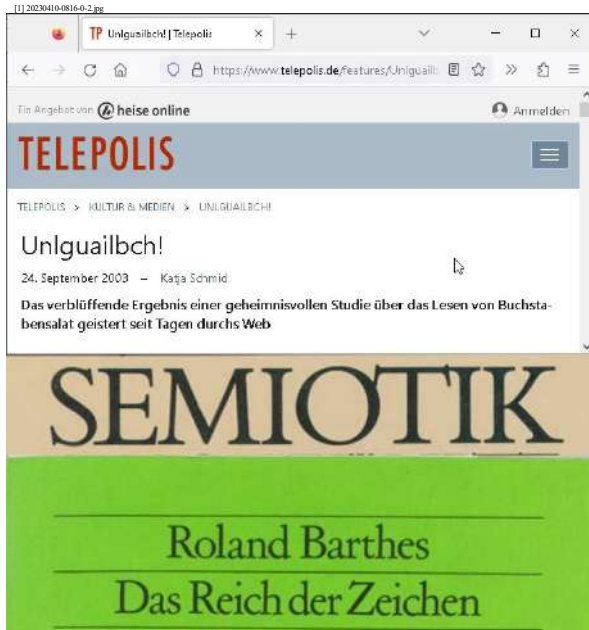 [1] 20230410-0816-0-2.jpg
TP Unlguailbch! | Telepolis
https://www.telepolis.de/features/Unlguailb
Ein Angebot von heise online
Anmelden
TELEPOLIS
TELEPOLIS > KULTUR & MEDIEN > UNLGUAILBCH!
Unlguailbch!
24. September 2003 – Katja Schmid
Das verblüffende Ergebnis einer geheimnisvollen Studie über das Lesen von Buchsta-
bensalat geistert seit Tagen durchs Web
SEMIOTIK
Roland Barthes
Das Reich der Zeichen